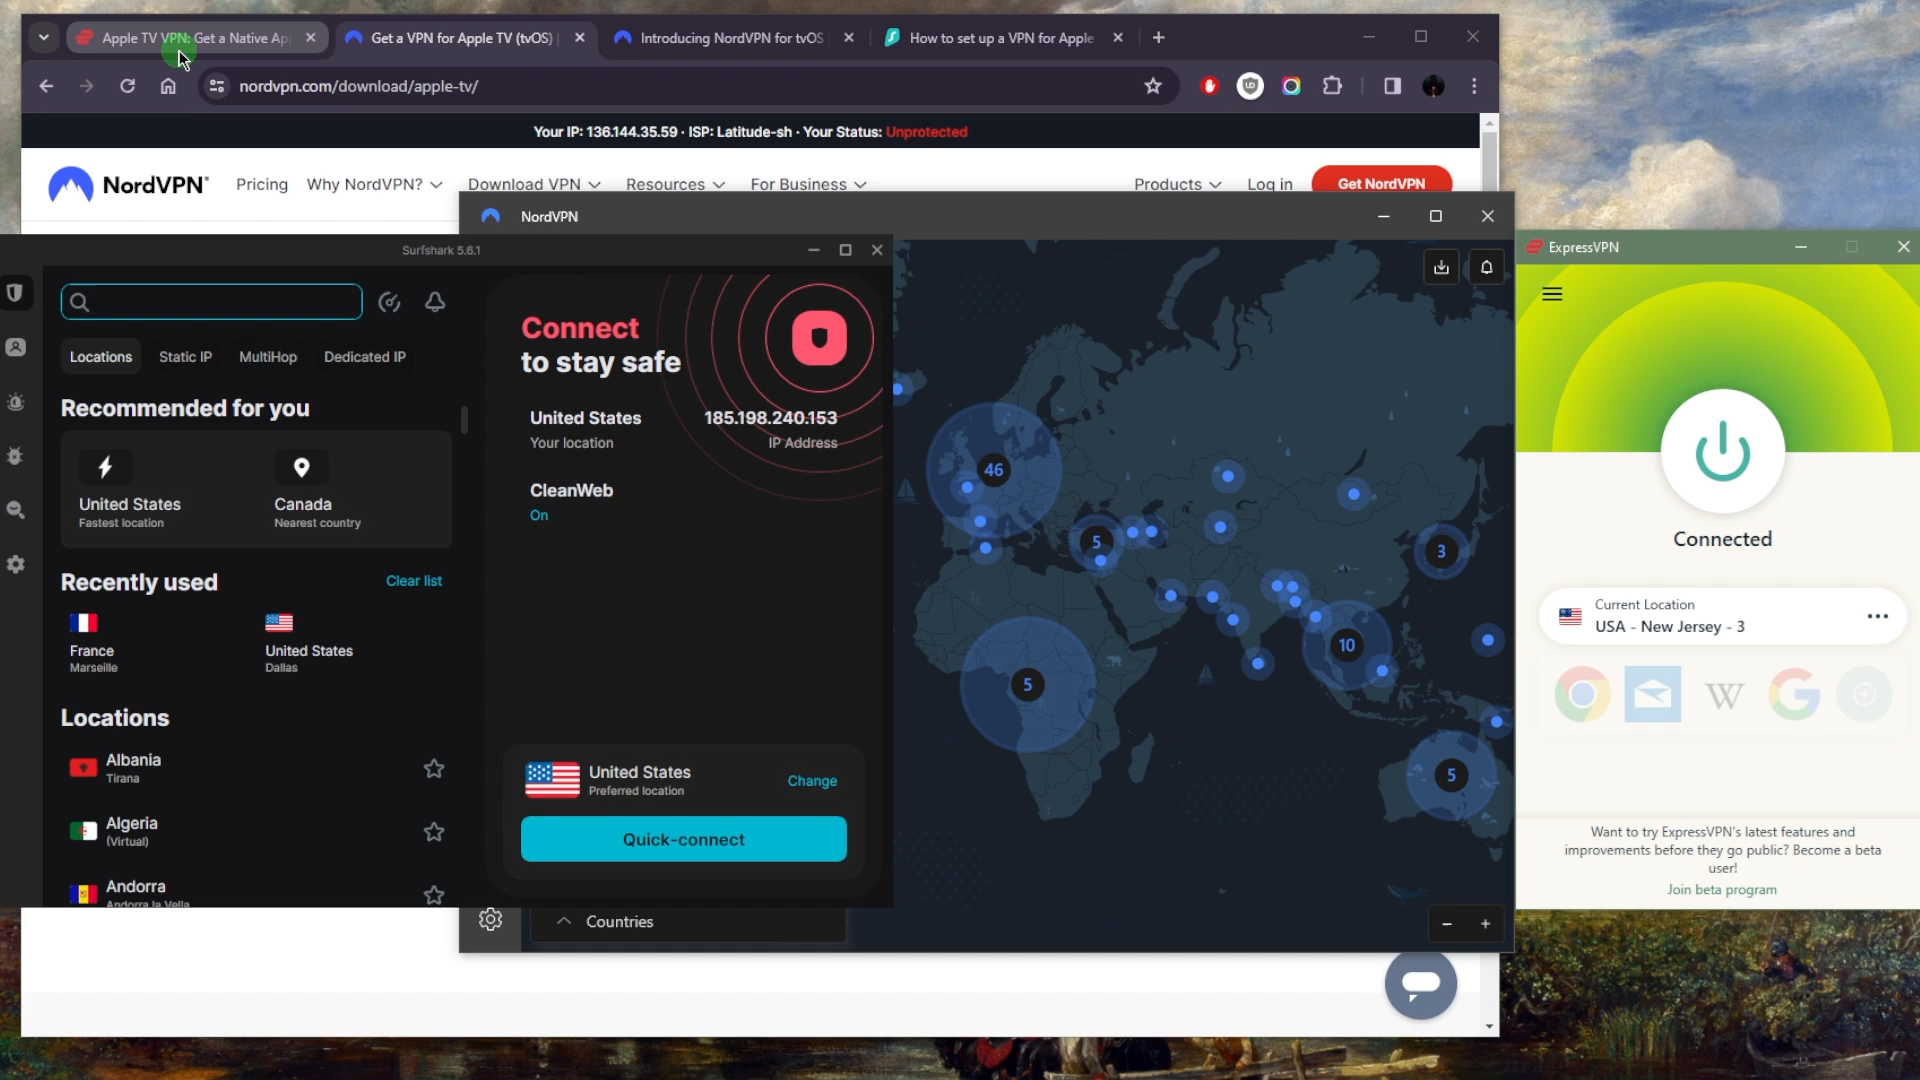 Apple TV VPN: Get a Native Ap
Get a VPN for Apple TV (tvOS)
Introducing NordVPN for tvOS
How to set up a VPN for Apple
nordvpn.com/download/apple-tv/
Your IP: 136.144.35.59 · ISP: Latitude-sh · Your Status: Unprotected
NordVPN®
Pricing
Why NordVPN?
Download VPN
Resources
For Business
Products
Log in
Get NordVPN
NordVPN
Surfshark 5.6.1
ExpressVPN
Locations
Static IP
MultiHop
Dedicated IP
Recommended for you
United States
Fastest location
Canada
Nearest country
Recently used
Clear list
France
Marseille
United States
Dallas
Locations
Albania
Tirana
Algeria
(Virtual)
Andorra
Andorra la Vella
Connect
to stay safe
United States
185.198.240.153
Your location
IP Address
CleanWeb
On
United States
Preferred location
Change
Quick-connect
46
5
3
10
5
5
Countries
Connected
Current Location
USA - New Jersey - 3
W
G
Want to try ExpressVPN's latest features and
improvements before they go public? Become a beta
user!
Join beta program